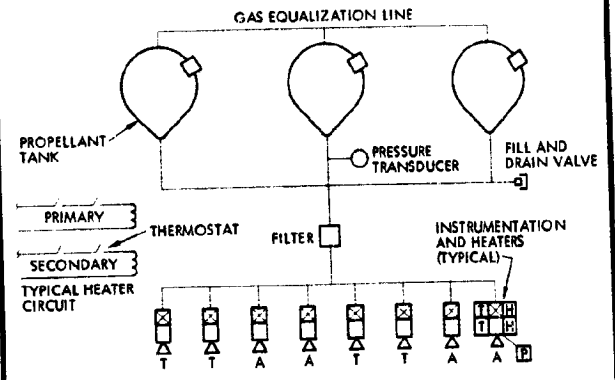 GAS EQUALIZATION LINE
PROPELLANT
TANK
PRESSURE
TRANSDUCER
FILL AND
DRAIN VALVE
PRIMARY
THERMOSTAT
SECONDARY
TYPICAL HEATER
CIRCUIT
FILTER
INSTRUMENTATION
AND HEATERS
(TYPICAL)
T H
T H
P
T T A A T T A A